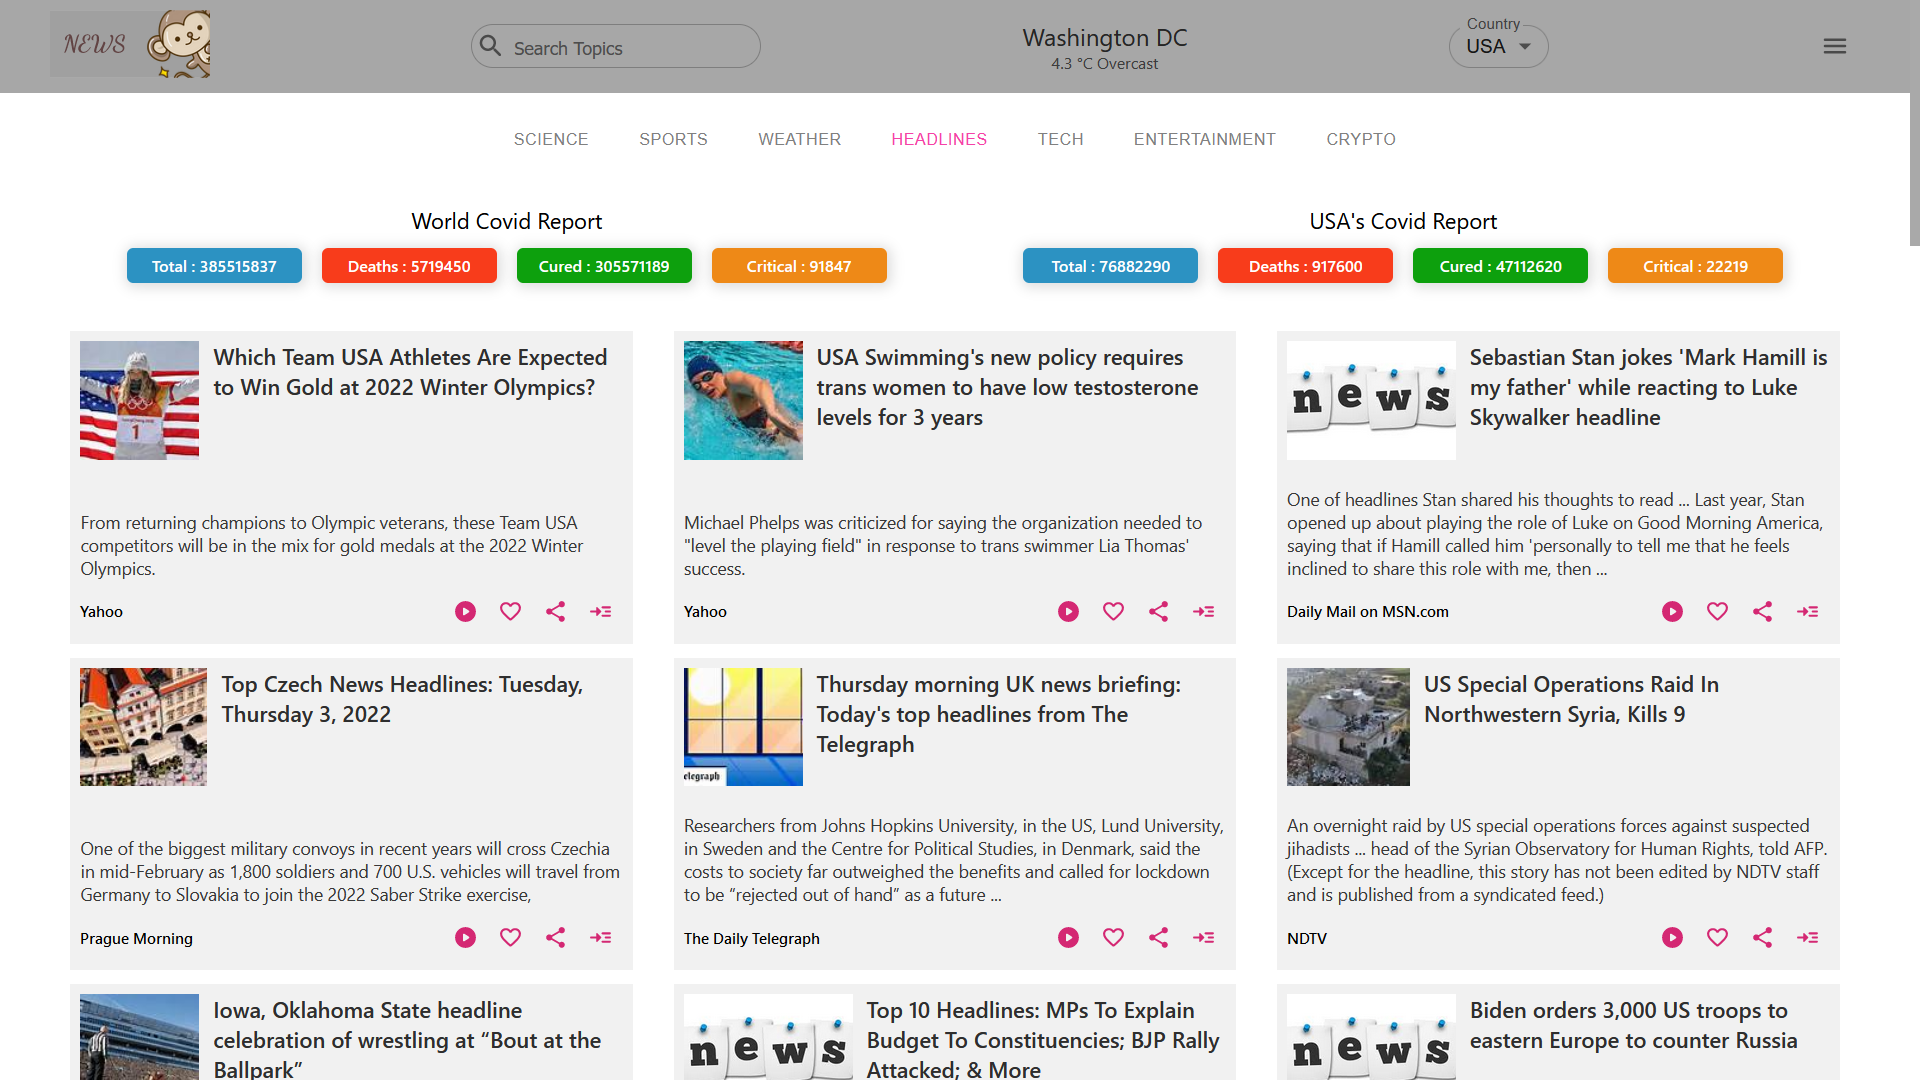 NEWS
Search Topics
Washington DC
4.3 °C Overcast
Country
USA
SCIENCE
SPORTS
WEATHER
HEADLINES
TECH
ENTERTAINMENT
CRYPTO
World Covid Report
Total : 385515837
Deaths : 5719450
Cured : 305571189
Critical : 91847
USA's Covid Report
Total : 76882290
Deaths : 917600
Cured : 47112620
Critical : 22219
Which Team USA Athletes Are Expected
to Win Gold at 2022 Winter Olympics?
1
From returning champions to Olympic veterans, these Team USA
competitors will be in the mix for gold medals at the 2022 Winter
Olympics.
Yahoo
USA Swimming's new policy requires
trans women to have low testosterone
levels for 3 years
Michael Phelps was criticized for saying the organization needed to
"level the playing field" in response to trans swimmer Lia Thomas'
success.
Yahoo
news
Sebastian Stan jokes 'Mark Hamill is
my father' while reacting to Luke
Skywalker headline
One of headlines Stan shared his thoughts to read ... Last year, Stan
opened up about playing the role of Luke on Good Morning America,
saying that if Hamill called him 'personally to tell me that he feels
inclined to share this role with me, then ...
Daily Mail on MSN.com
Top Czech News Headlines: Tuesday,
Thursday 3, 2022
One of the biggest military convoys in recent years will cross Czechia
in mid-February as 1,800 soldiers and 700 U.S. vehicles will travel from
Germany to Slovakia to join the 2022 Saber Strike exercise,
Prague Morning
elegraph
Thursday morning UK news briefing:
Today's top headlines from The
Telegraph
Researchers from Johns Hopkins University, in the US, Lund University,
in Sweden and the Centre for Political Studies, in Denmark, said the
costs to society far outweighed the benefits and called for lockdown
to be “rejected out of hand” as a future ...
The Daily Telegraph
US Special Operations Raid In
Northwestern Syria, Kills 9
An overnight raid by US special operations forces against suspected
jihadists ... head of the Syrian Observatory for Human Rights, told AFP.
(Except for the headline, this story has not been edited by NDTV staff
and is published from a syndicated feed.)
NDTV
Iowa, Oklahoma State headline
celebration of wrestling at “Bout at the
Ballpark”
news
Top 10 Headlines: MPs To Explain
Budget To Constituencies; BJP Rally
Attacked; & More
news
Biden orders 3,000 US troops to
eastern Europe to counter Russia